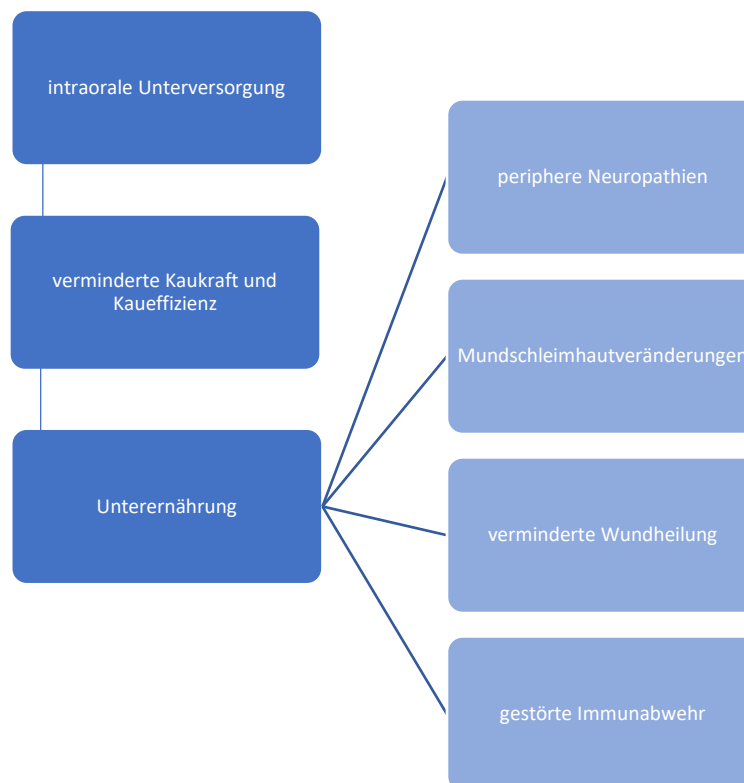 intraorale Unterversorgung
verminderte Kaukraft und
Kaueffizienz
Unterernährung
periphere Neuropathien
Mundschleimhautveränderungen
verminderte Wundheilung
gestörte Immunabwehr